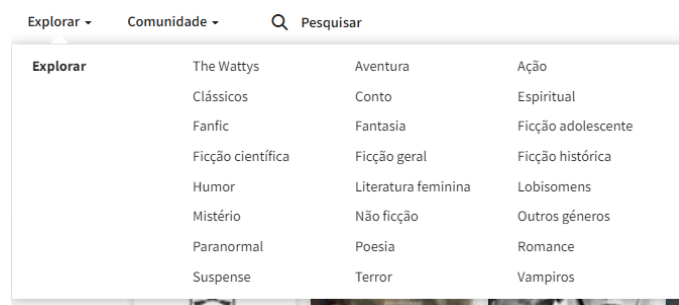 Explorar Comunidade Pesquisar
Explorar The Wattys Aventura Ação
Clássicos Conto Espiritual
Fanfic Fantasia Ficção adolescente
Ficção científica Ficção geral Ficção histórica
Humor Literatura feminina Lobisomens
Mistério Não ficção Outros géneros
Paranormal Poesia Romance
Suspense Terror Vampiros